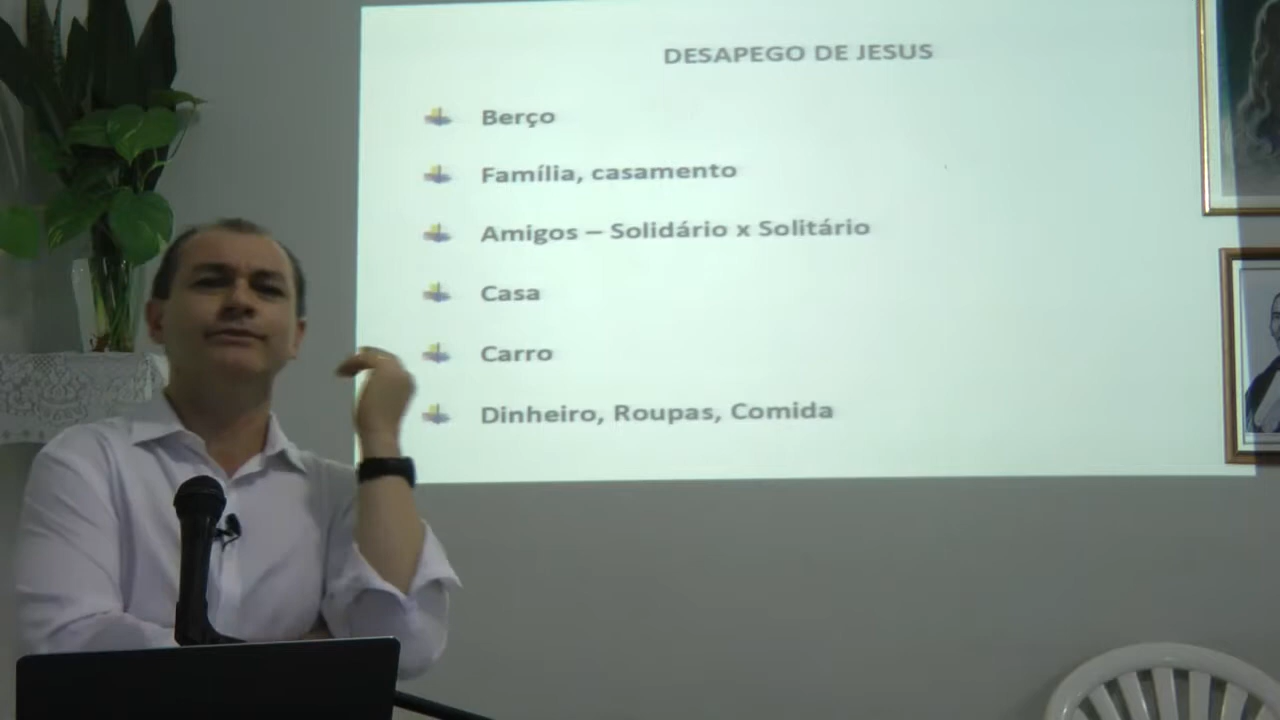 DESAPEGO DE JESUS
Berço
Família, casamento
Amigos – Solidário x Solitário
Casa
Carro
Dinheiro, Roupas, Comida